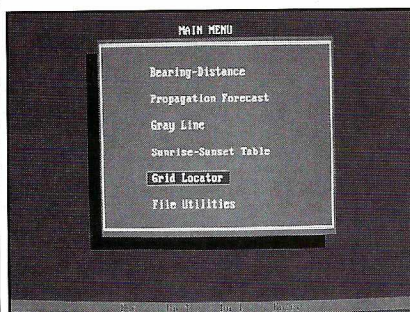 MAIN MENU
Bearing-Distance
Propagation Forecast
Gray Line
Sunrise-Sunset Table
Grid Locator
File Utilities